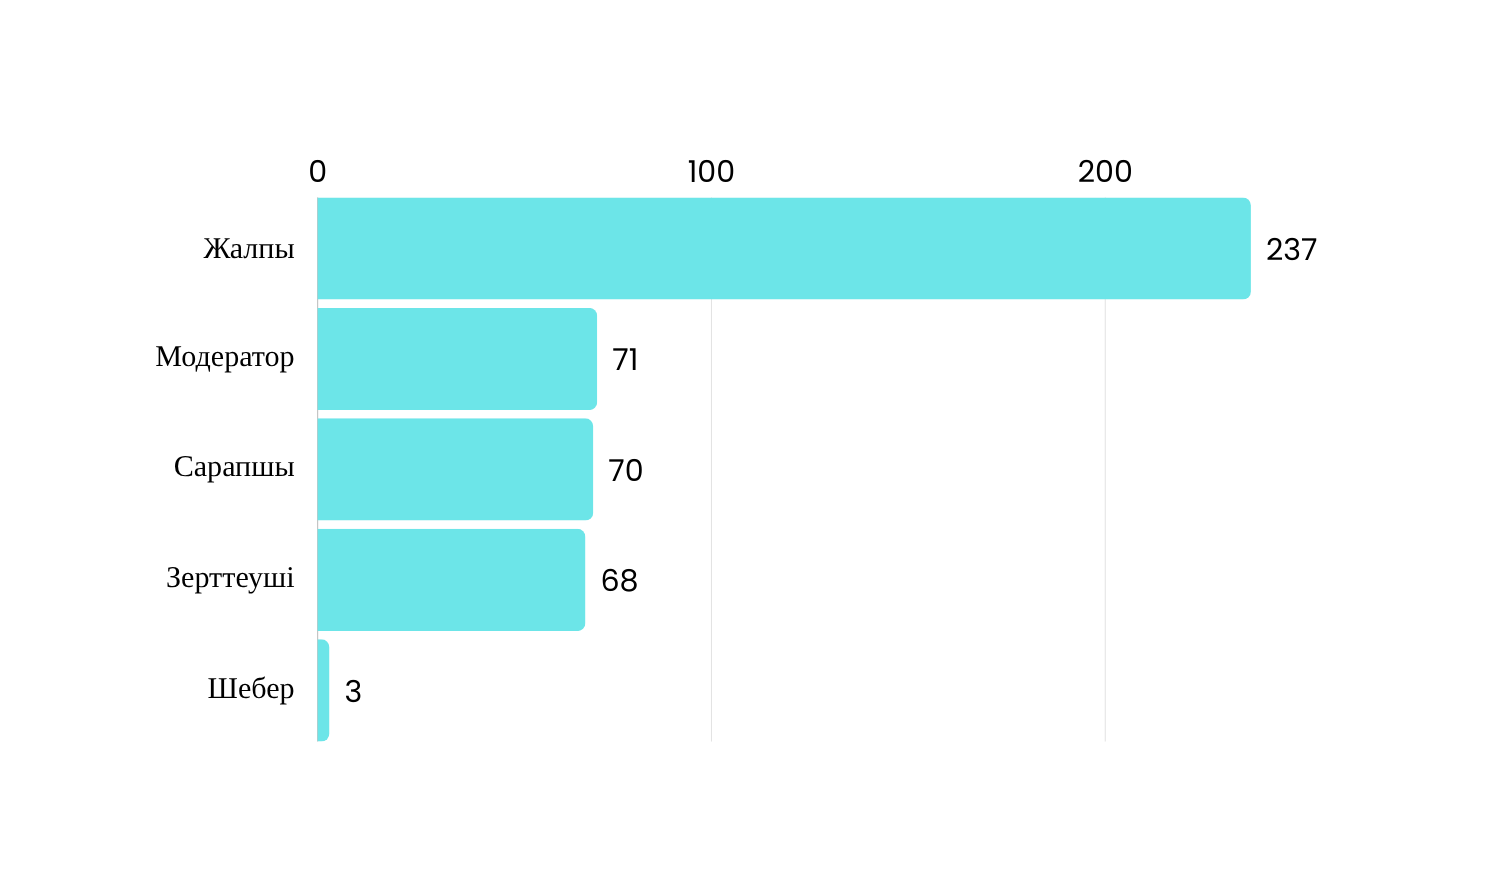 0 100 200
Жалпы 237
Модератор 71
Сарапшы 70
Зерттеуші 68
Шебер 3